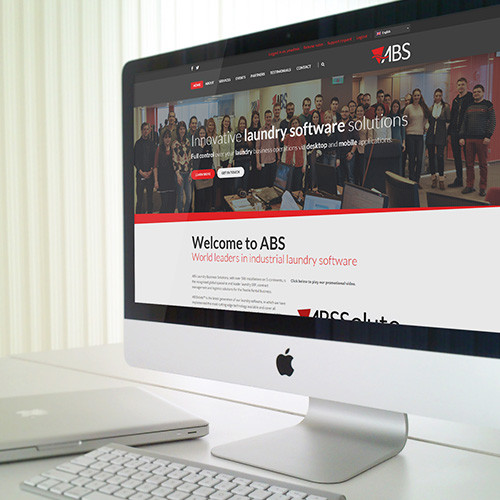 English
ABS
HOME ABOUT SERVICES EVENTS PARTNERS TESTIMONIALS CONTACT
Innovative laundry software solutions
Full control over your laundry business operations via desktop and mobile applications.
LEARN MORE GET IN TOUCH
Welcome to ABS
World leaders in industrial laundry software
Click below to play our promotional video.
ABSSolute